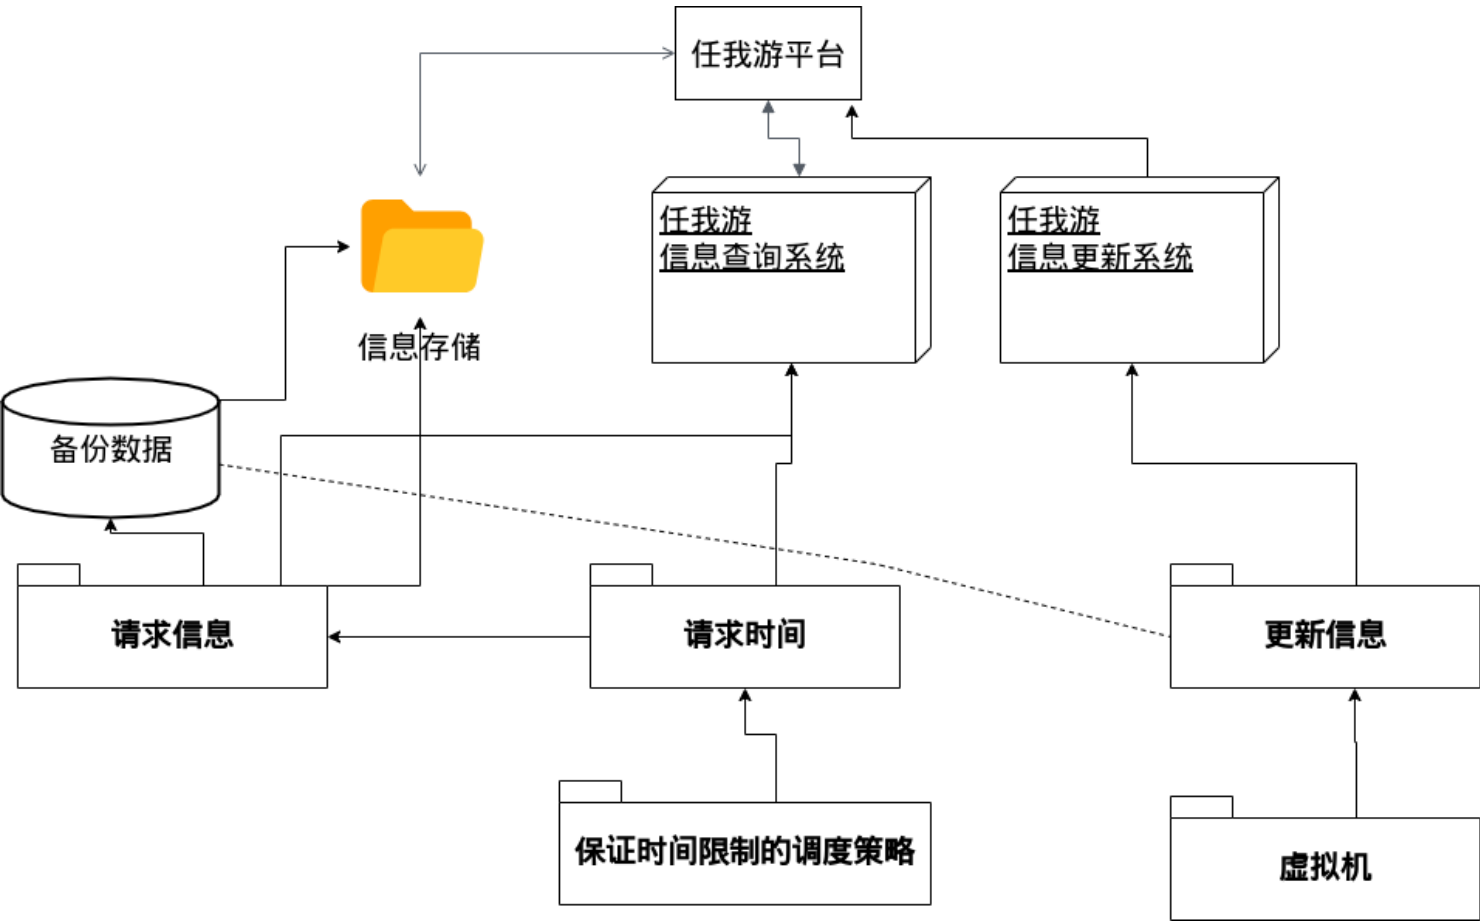 任我游平台
任我游
信息查询系统
任我游
信息更新系统
信息存储
备份数据
请求信息
请求时间
更新信息
保证时间限制的调度策略
虚拟机